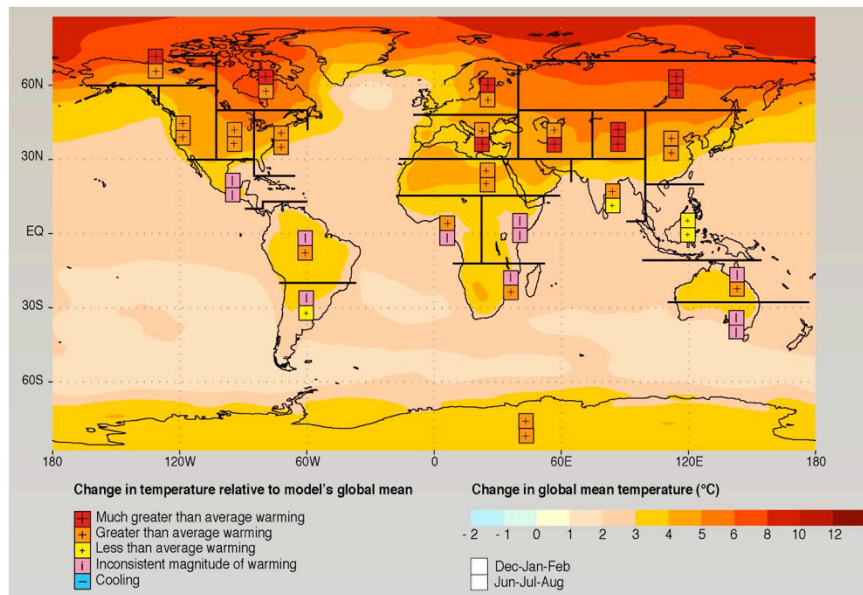 60N
30N
EQ
30S
60S
180 120W 60W 0 60E 120E 180
Change in temperature relative to model's global mean
Much greater than average warming
Greater than average warming
Less than average warming
Inconsistent magnitude of warming
Cooling
Change in global mean temperature (°C)
- 2 - 1 0 1 2 3 4 5 6 8 10 12
Dec-Jan-Feb
Jun-Jul-Aug